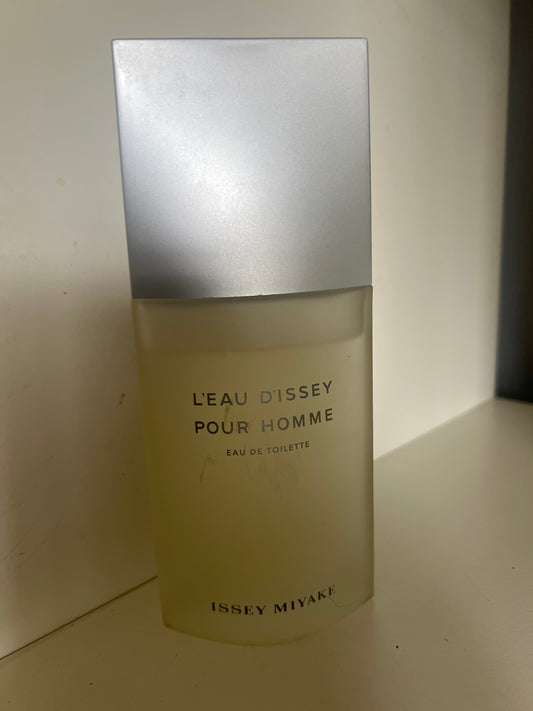 L'EAU D'ISSEY
POUR HOMME
EAU DE TOILETTE
ISSEY MIYAKE